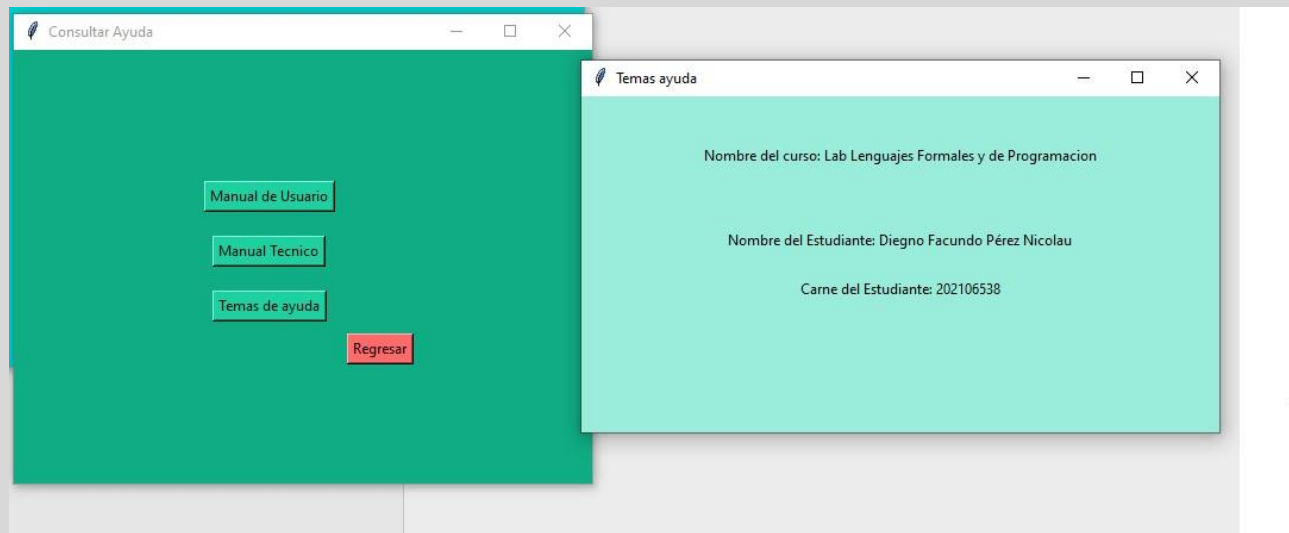 Consultar Ayuda
Manual de Usuario
Manual Tecnico
Temas de ayuda
Regresar
Temas ayuda
Nombre del curso: Lab Lenguajes Formales y de Programacion
Nombre del Estudiante: Diegno Facundo Pérez Nicolau
Carne del Estudiante: 202106538